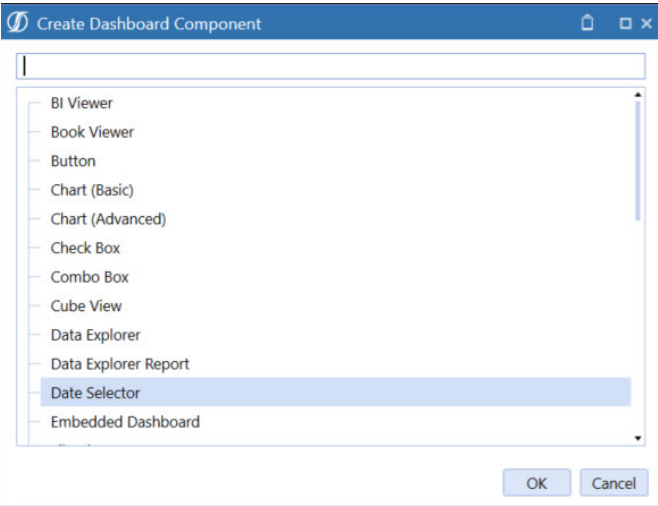 Create Dashboard Component
BI Viewer
Book Viewer
Button
Chart (Basic)
Chart (Advanced)
Check Box
Combo Box
Cube View
Data Explorer
Data Explorer Report
Date Selector
Embedded Dashboard
OK Cancel